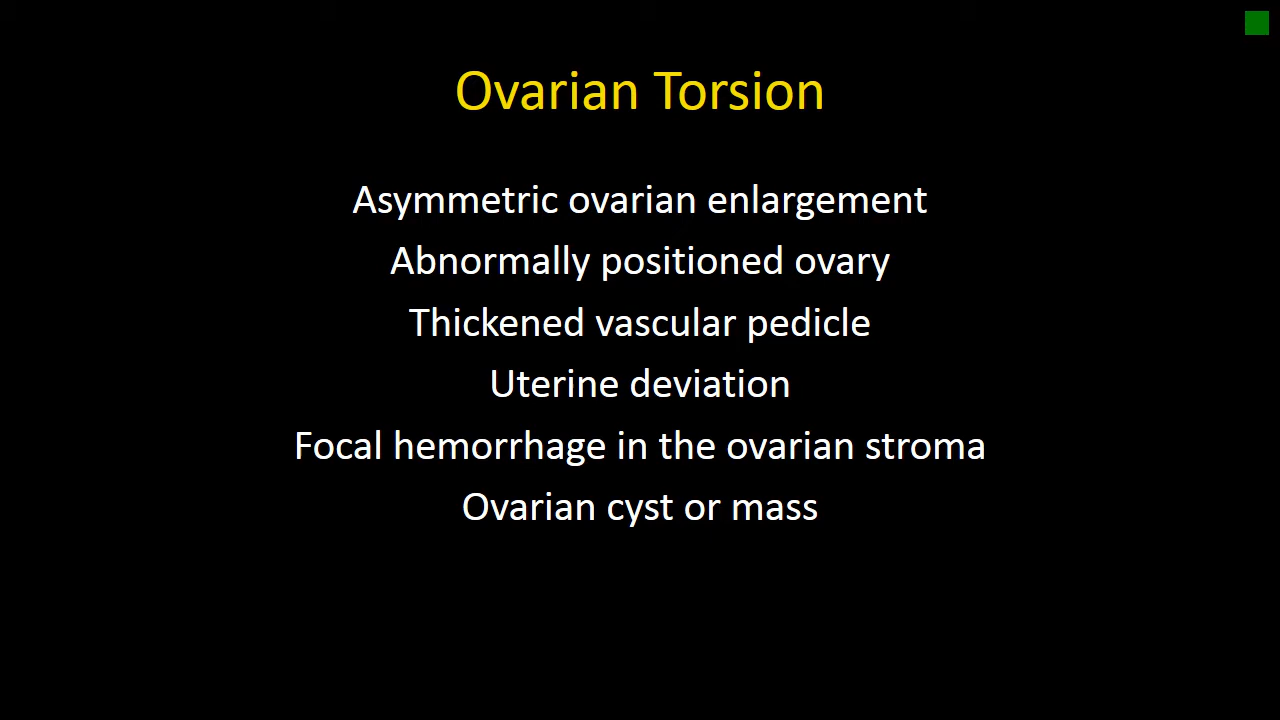 Ovarian Torsion
Asymmetric ovarian enlargement
Abnormally positioned ovary
Thickened vascular pedicle
Uterine deviation
Focal hemorrhage in the ovarian stroma
Ovarian cyst or mass